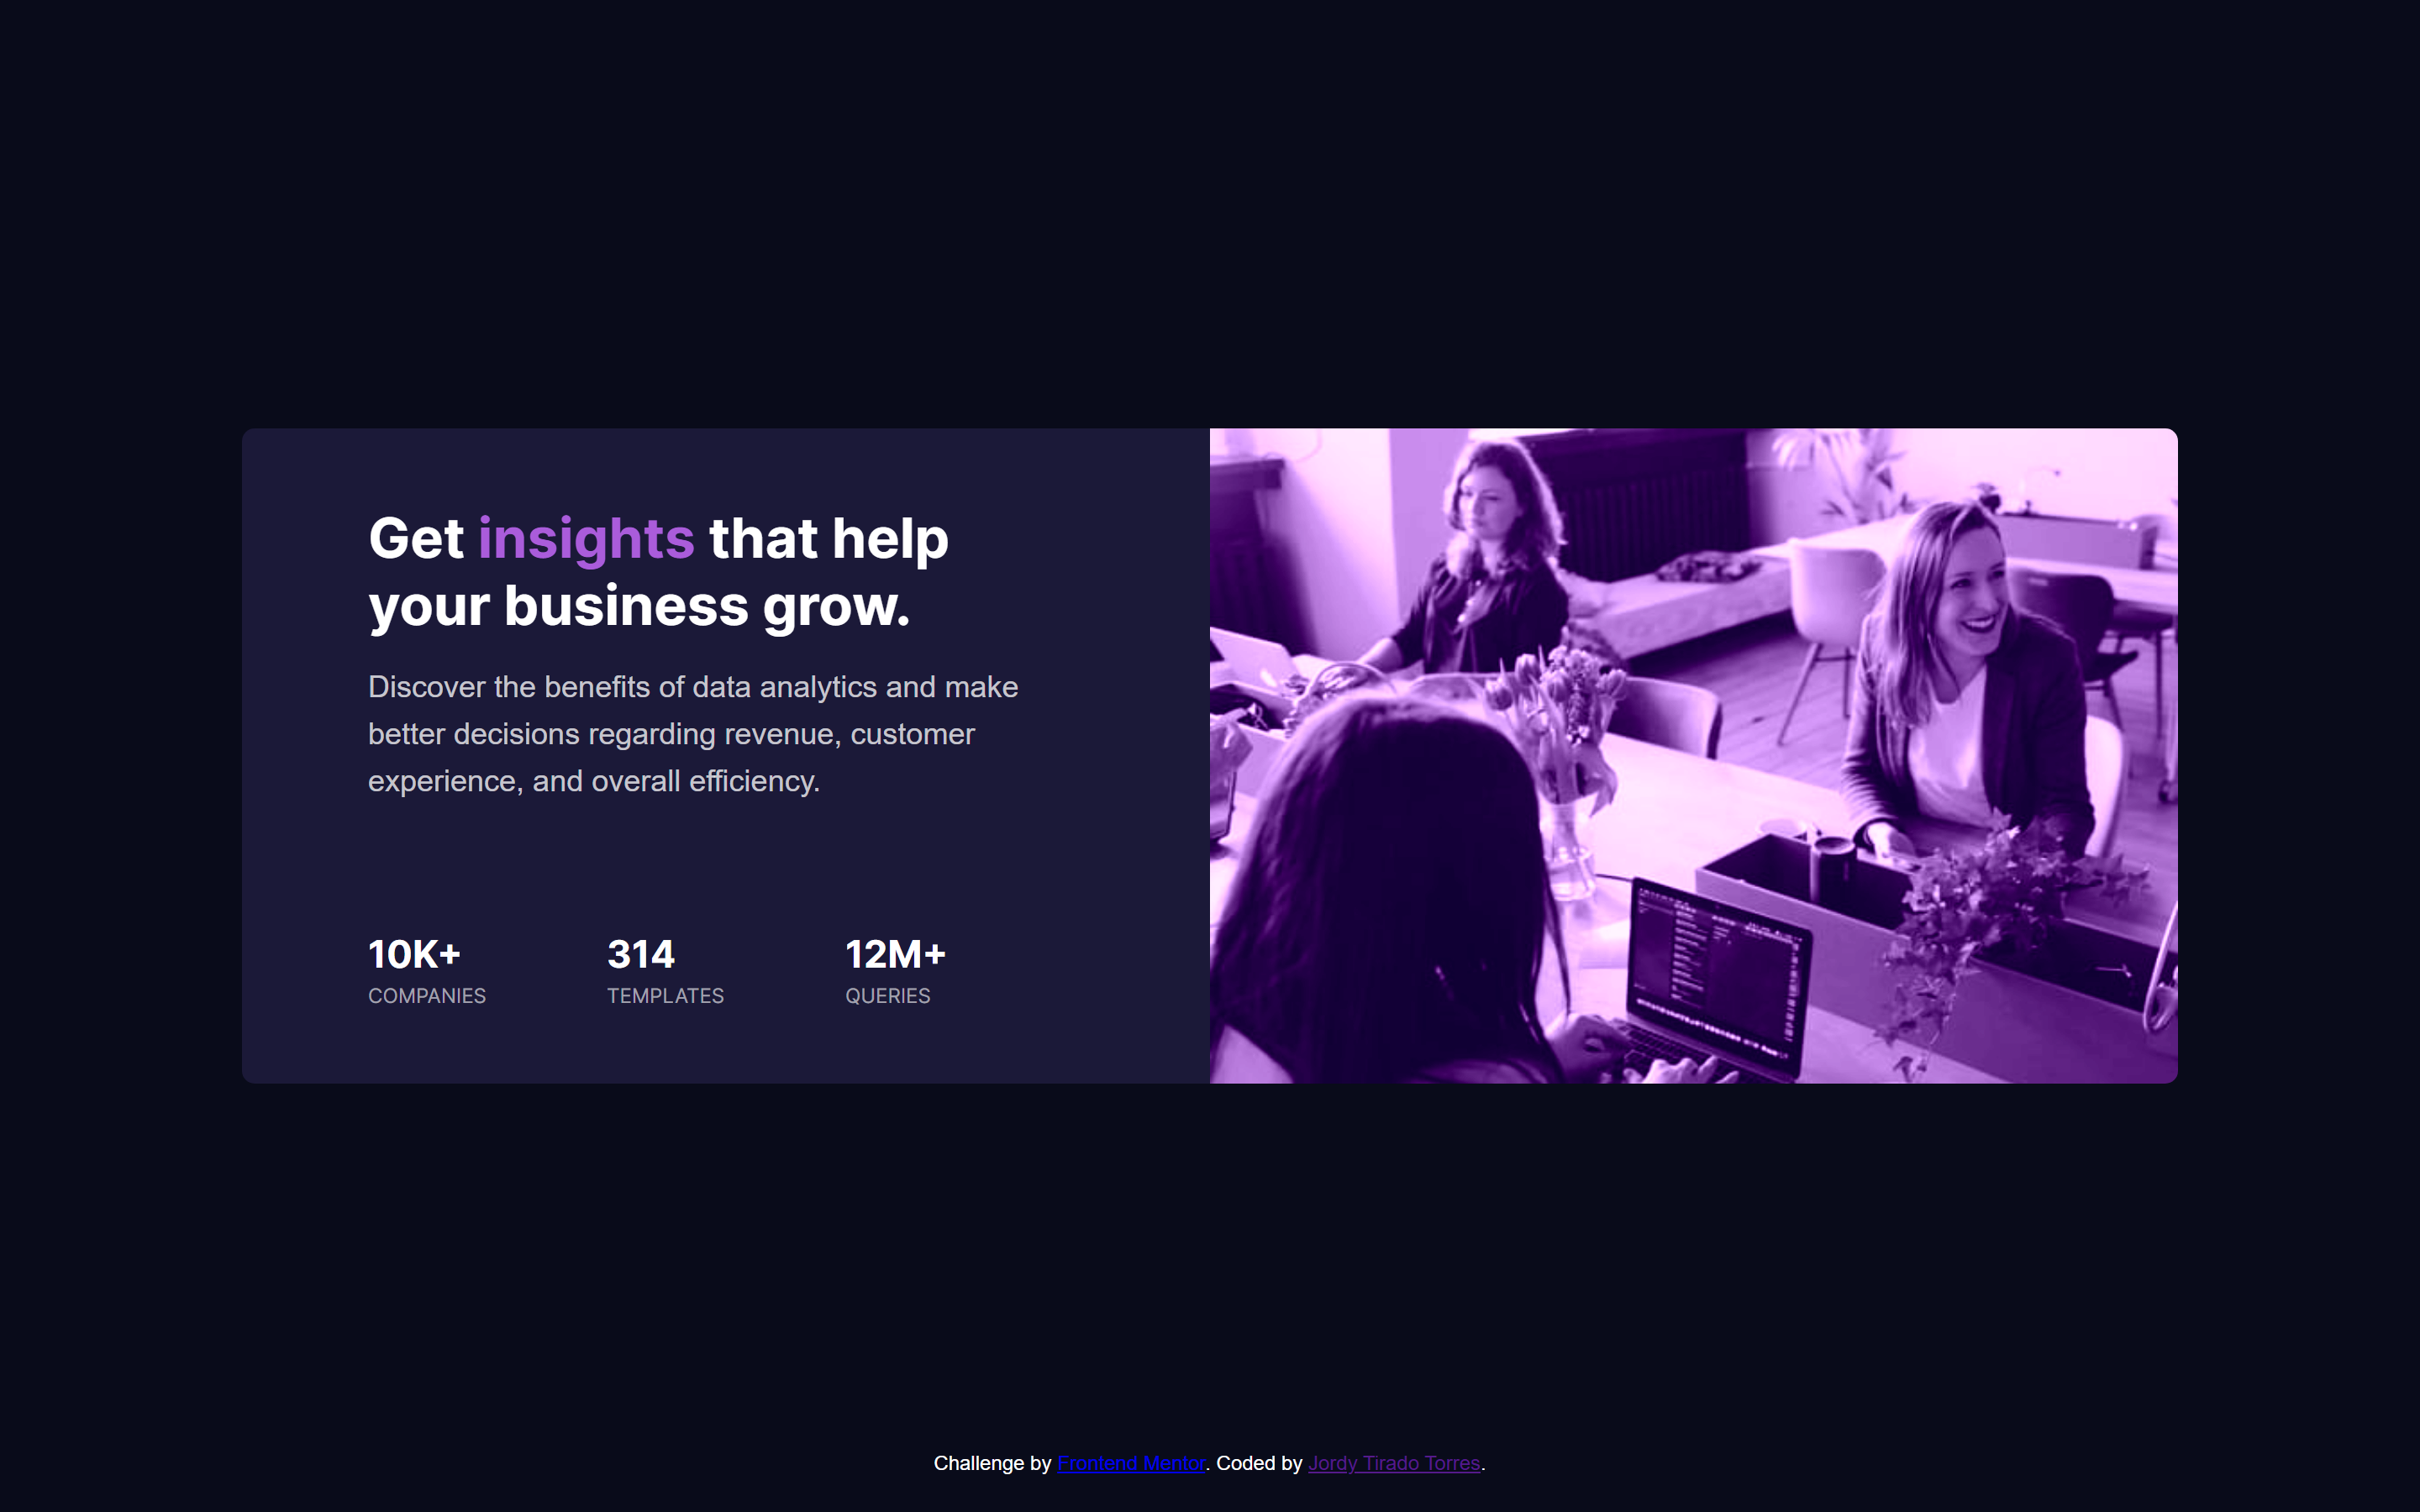 Get insights that help
your business grow.
Discover the benefits of data analytics and make
better decisions regarding revenue, customer
experience, and overall efficiency.
10K+ 314 12M+
COMPANIES TEMPLATES QUERIES
Challenge by Frontend Mentor. Coded by Jordy Tirado Torres.